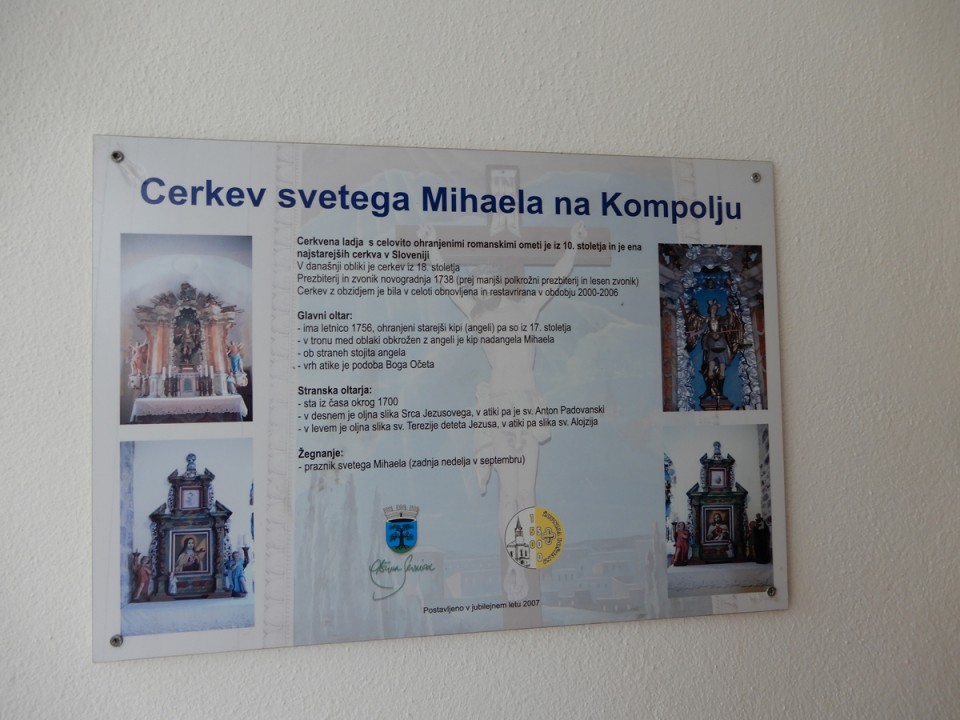 Cerkev svetega Mihaela na Kompolju
Cerkvena ladja s celovito ohranjenimi romanskimi ometi je iz 10. stoletja in je ena
najstarejših cerkva v Sloveniji
V današnji obliki je cerkev iz 18. stoletja
Prezbiterij in zvonik novogradnja 1738 (prej manjši polkrožni prezbiterij in lesen zvonik)
Cerkev z obzidjem je bila v celoti obnovljena in restavrirana v obdobju 2000-2006
Glavni oltar:
- ima letnico 1756, ohranjeni starejši kipi (angeli) pa so iz 17. stoletja
- v tronu med oblaki obkrožen z angeli je kip nadangela Mihaela
- ob straneh stojita angela
- vrh atike je podoba Boga Očeta
Stranska oltarja:
- sta iz časa okrog 1700
- v desnem je oljna slika Srca Jezusovega, v atiki pa je sv. Anton Padovanski
- v levem je oljna slika sv. Terezije deteta Jezusa, v atiki pa slika sv. Alojzija
Žegnanje:
- praznik svetega Mihaela (zadnja nedelja v septembru)
Postavljeno v jubilejnem letu 2007